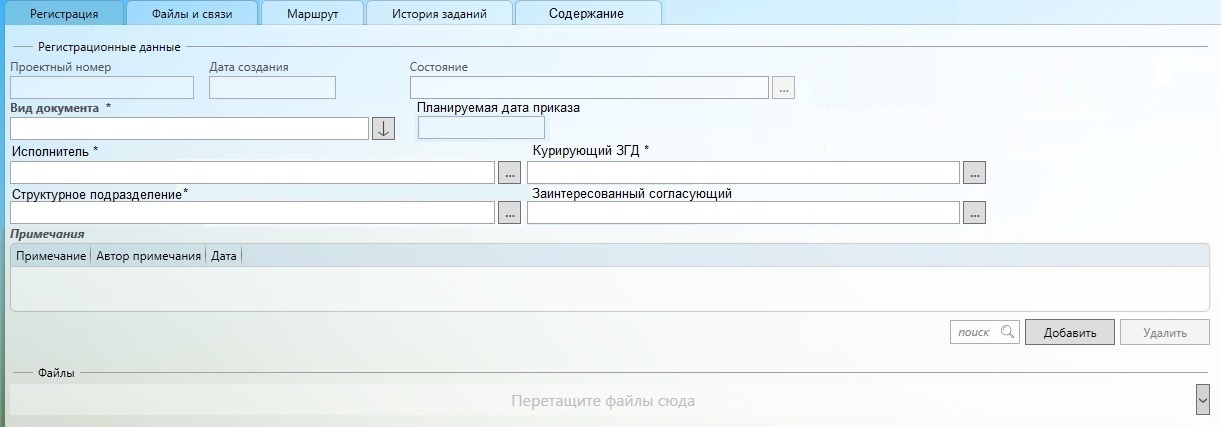 Регистрация Файлы и связи Маршрут История заданий Содержание
Регистрационные данные
Проектный номер Дата создания Состояние
...
Вид документа * Планируемая дата приказа
Исполнитель * Курирующий ЗГД *
... ...
Структурное подразделение* Заинтересованный согласующий
... ...
Примечания
Примечание Автор примечания Дата
поиск Добавить Удалить
Файлы
Перетащите файлы сюда